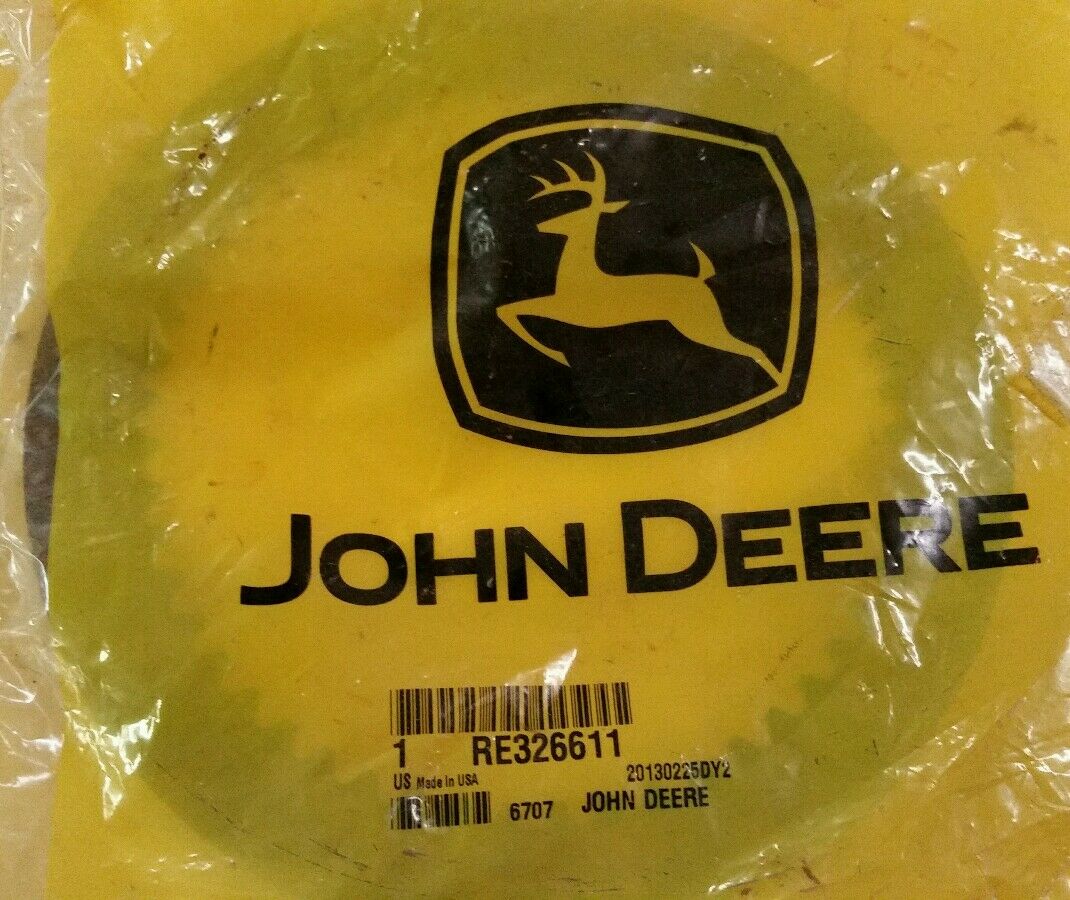 JOHN DEERE
1 RE326611
US Made in USA 20130225DY2
6707 JOHN DEERE